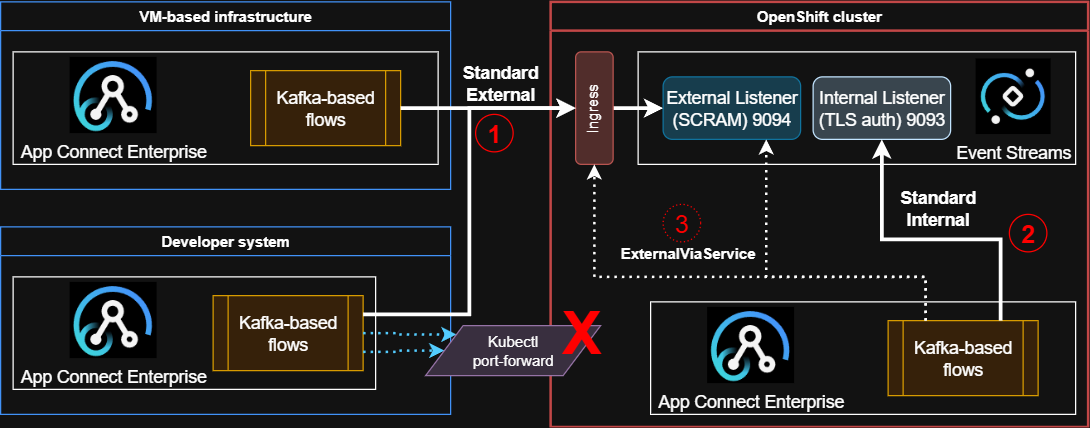 VM-based infrastructure
App Connect Enterprise
Kafka-based
flows
Standard
External
1
Developer system
App Connect Enterprise
Kafka-based
flows
Kubectl
port-forward
X
OpenShift cluster
Ingress
External Listener
(SCRAM) 9094
Internal Listener
(TLS auth) 9093
Event Streams
Standard
Internal
2
3
ExternalViaService
App Connect Enterprise
Kafka-based
flows